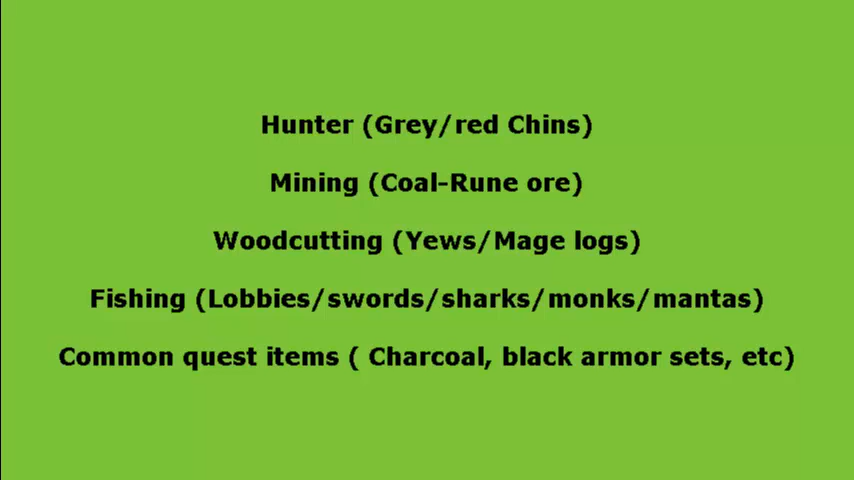 Hunter (Grey/red Chins)
Mining (Coal-Rune ore)
Woodcutting (Yews/Mage logs)
Fishing (Lobbies/swords/sharks/monks/mantas)
Common quest items ( Charcoal, black armor sets, etc)